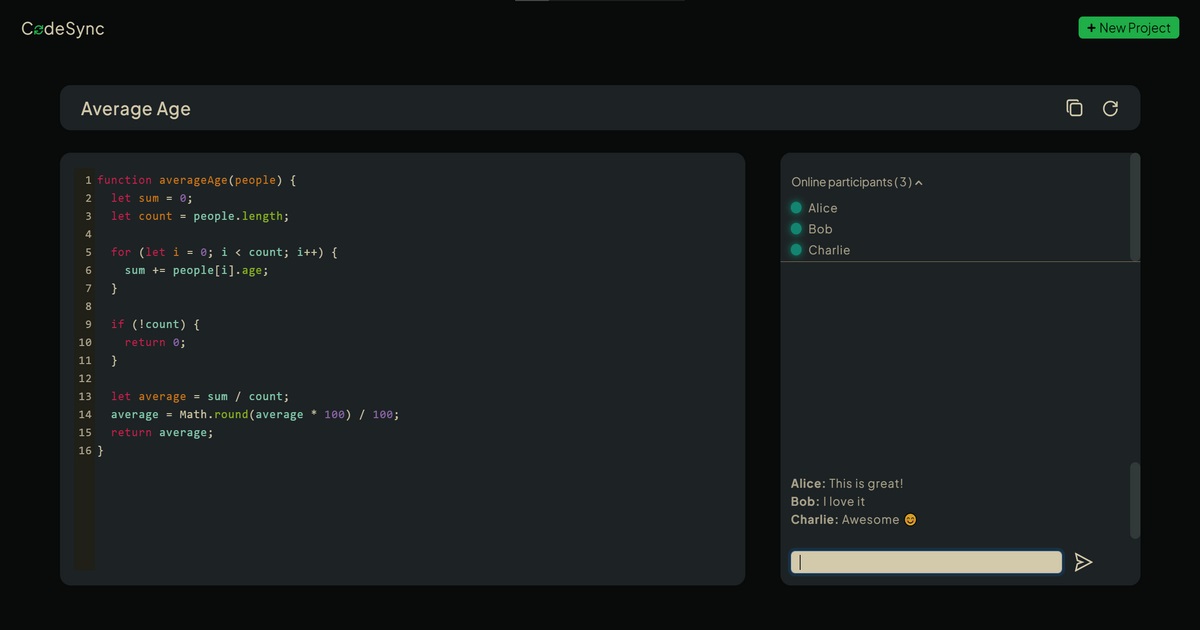 CodeSync
+ New Project
Average Age
1 function averageAge(people) {
2   let sum = 0;
3   let count = people.length;
4
5   for (let i = 0; i < count; i++) {
6     sum += people[i].age;
7   }
8
9   if (!count) {
10     return 0;
11   }
12
13   let average = sum / count;
14   average = Math.round(average * 100) / 100;
15   return average;
16 }
Online participants (3)
Alice
Bob
Charlie
Alice: This is great!
Bob: I love it
Charlie: Awesome 😊